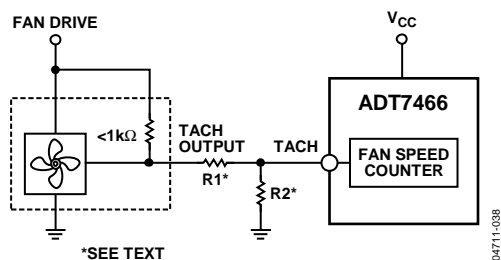 FAN DRIVE
VCC
ADT7466
<1kΩ
TACH
OUTPUT
TACH
FAN SPEED
COUNTER
R1*
R2*
*SEE TEXT
04711-038